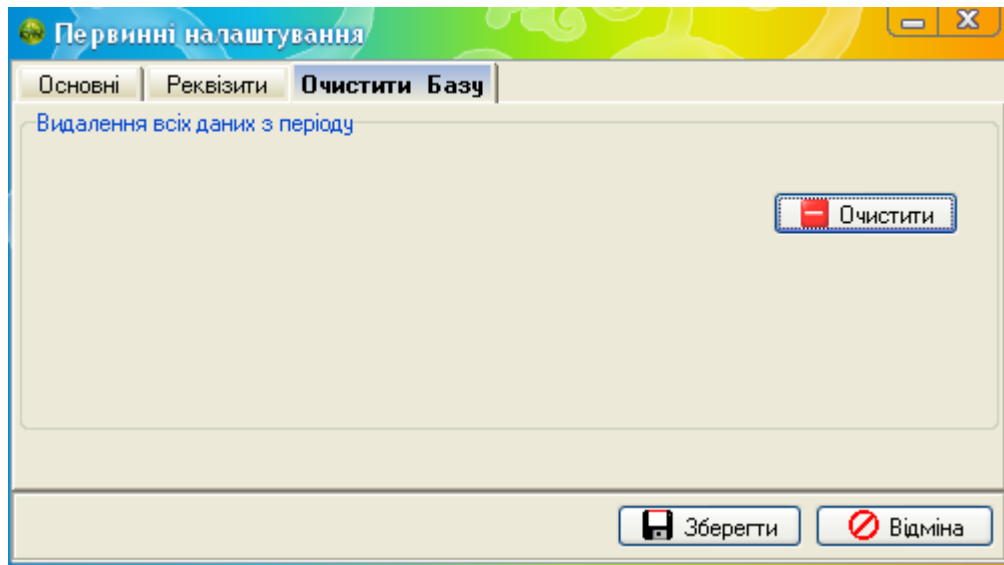 Первинні налаштування
Основні Реквізити Очистити Базу
Видалення всіх даних з періоду
Очистити
Зберегти Відміна